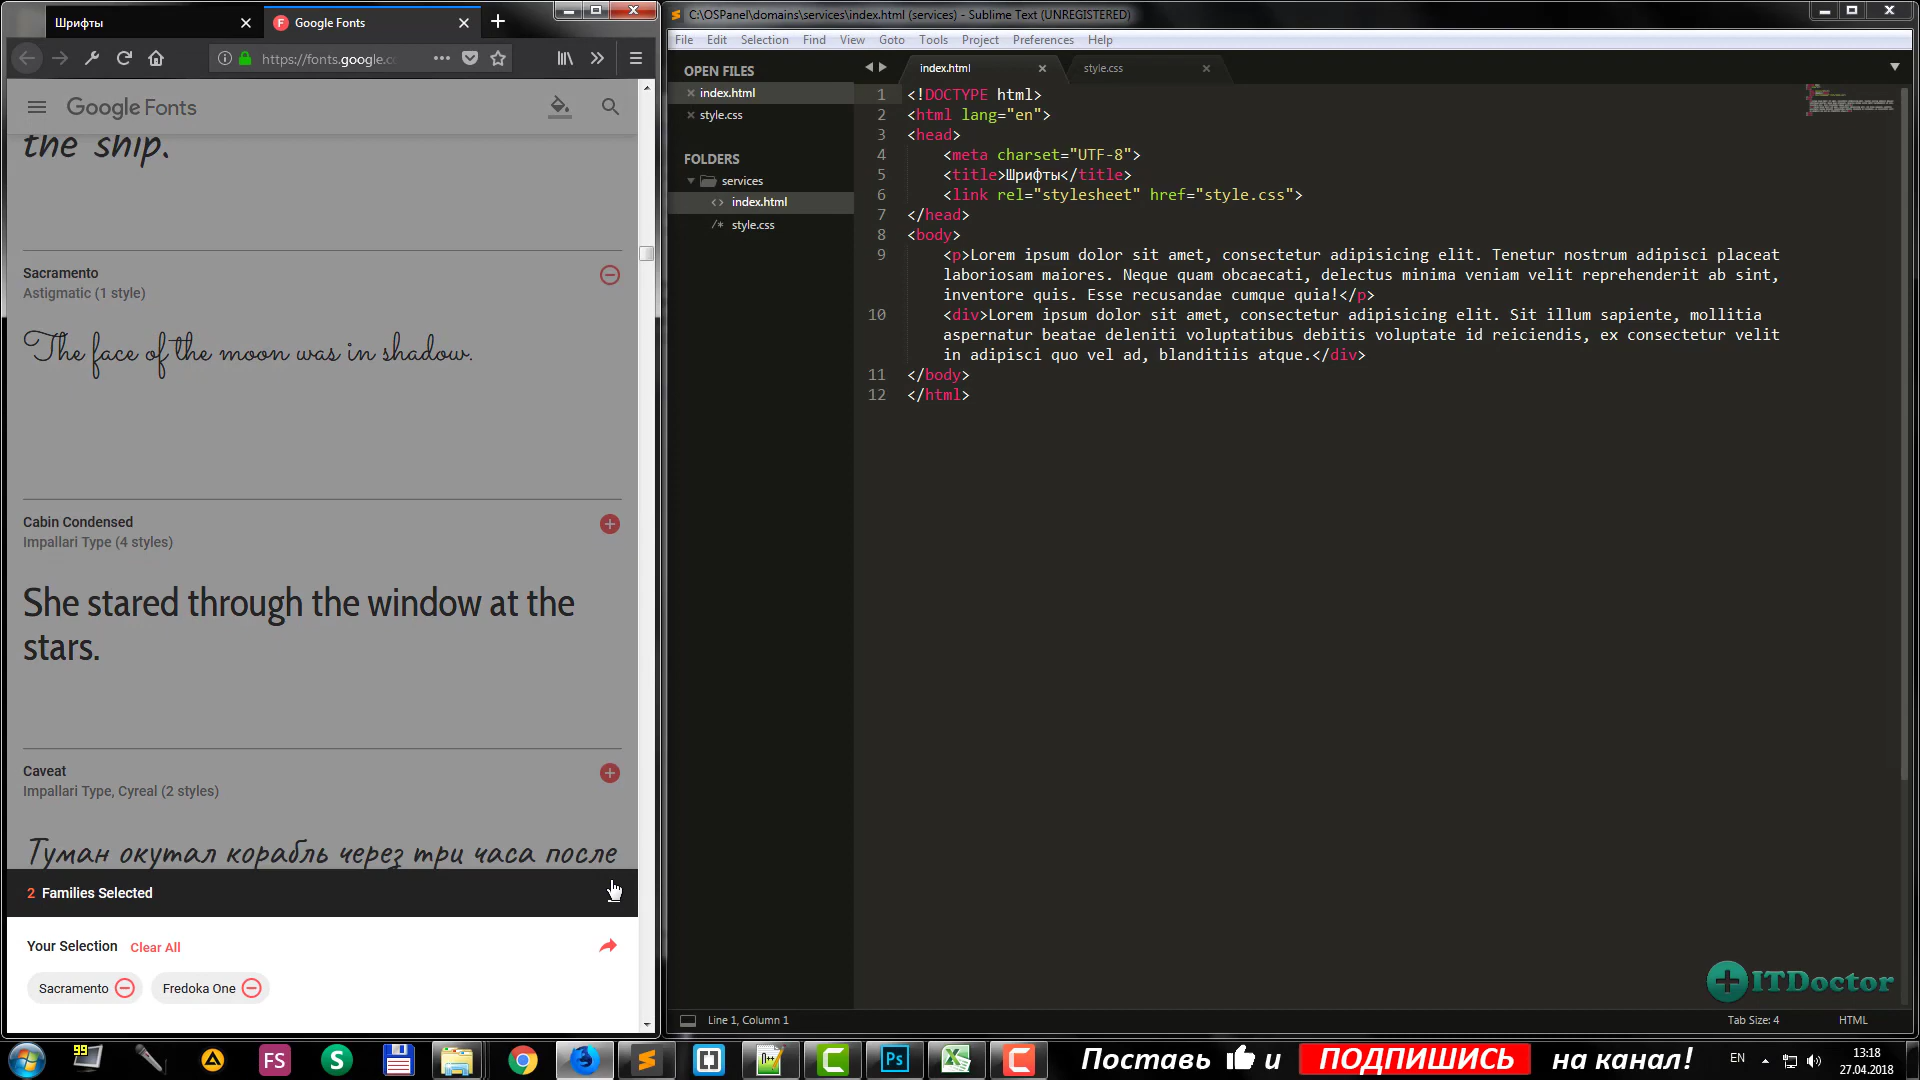 Шрифты
Google Fonts
https://fonts.google.c
Google Fonts
the ship.
Sacramento
Astigmatic (1 style)
The face of the moon was in shadow.
Cabin Condensed
Impallari Type (4 styles)
She stared through the window at the
stars.
Caveat
Impallari Type, Cyreal (2 styles)
Туман окутал корабль через три часа после
2 Families Selected
Your Selection Clear All
Sacramento
Fredoka One
C:\OSPanel\domains\services\index.html (services) - Sublime Text (UNREGISTERED)
File Edit Selection Find View Goto Tools Project Preferences Help
OPEN FILES
index.html
style.css
FOLDERS
services
index.html
style.css
index.html
style.css
1 <!DOCTYPE html>
2 <html lang="en">
3 <head>
4 <meta charset="UTF-8">
5 <title>Шрифты</title>
6 <link rel="stylesheet" href="style.css">
7 </head>
8 <body>
9 <p>Lorem ipsum dolor sit amet, consectetur adipisicing elit. Tenetur nostrum adipisci placeat
laboriosam maiores. Neque quam obcaecati, delectus minima veniam velit reprehenderit ab sint,
inventore quis. Esse recusandae cumque quia!</p>
10 <div>Lorem ipsum dolor sit amet, consectetur adipisicing elit. Sit illum sapiente, mollitia
aspernatur beatae deleniti voluptatibus debitis voluptate id reiciendis, ex consectetur velit
in adipisci quo vel ad, blanditiis atque.</div>
11 </body>
12 </html>
ITDoctor
Line 1, Column 1
Tab Size: 4
HTML
99
FS
S
Ps
Поставь и ПОДПИШИСЬ на канал!
EN
13:18
27.04.2018